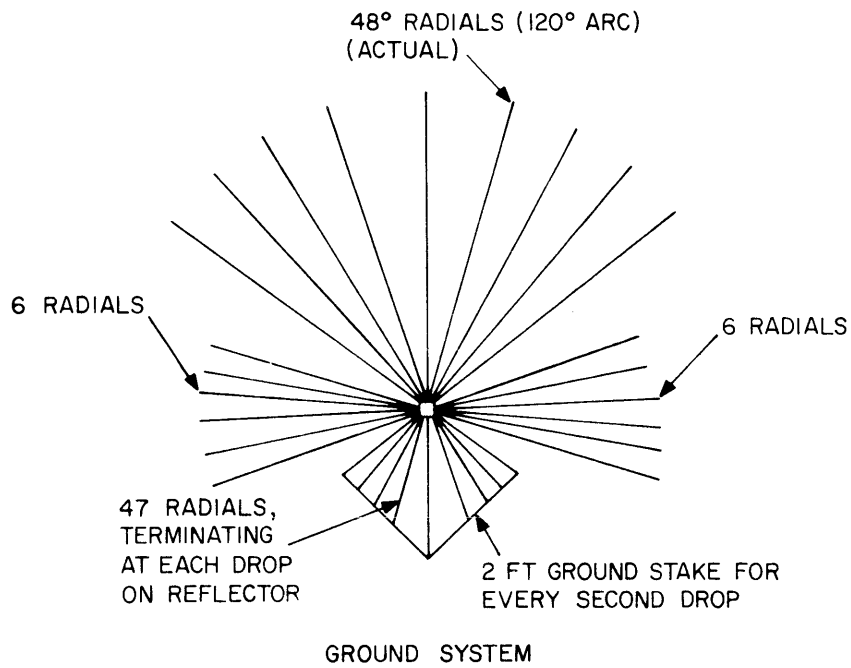 48° RADIALS (120° ARC)
(ACTUAL)
6 RADIALS
6 RADIALS
47 RADIALS,
TERMINATING
AT EACH DROP
ON REFLECTOR
2 FT GROUND STAKE FOR
EVERY SECOND DROP
GROUND SYSTEM